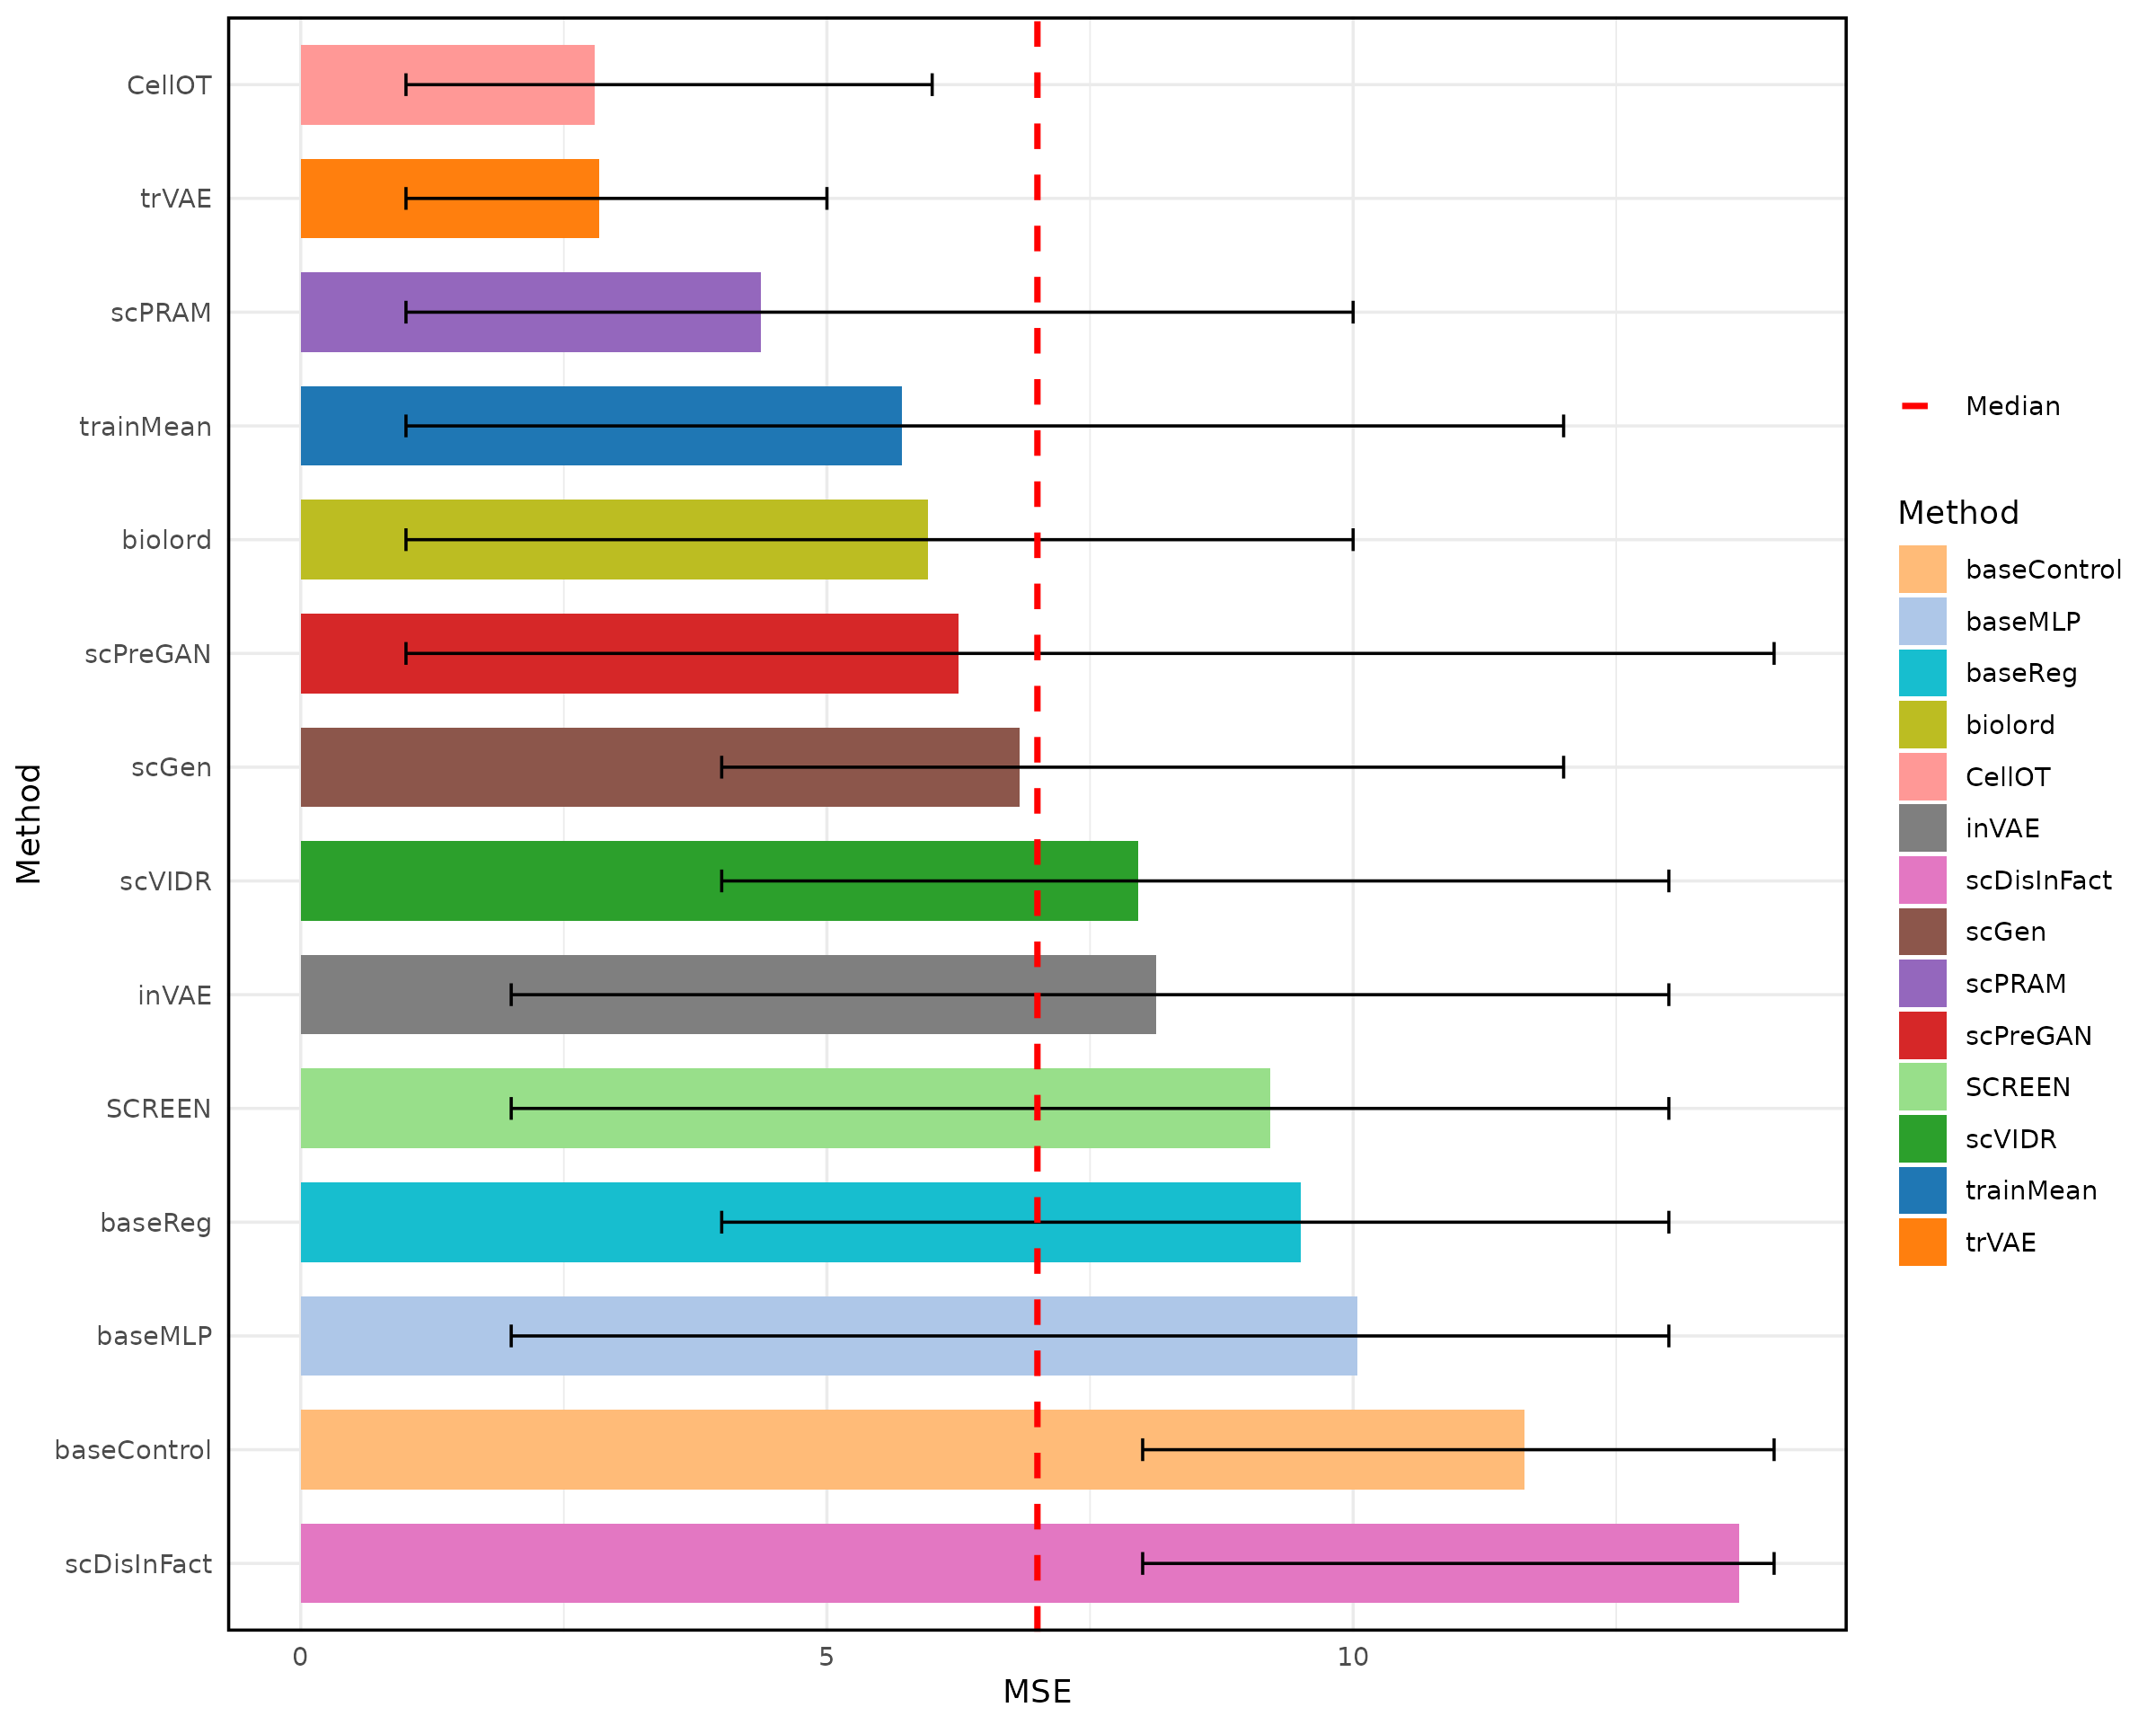 CellOT
trVAE
scPRAM
trainMean
biolord
scPreGAN
scGen
scVIDR
inVAE
SCREEN
baseReg
baseMLP
baseControl
scDisInFact
Method
0
5
10
MSE
Median
Method
baseControl
baseMLP
baseReg
biolord
CellOT
inVAE
scDisInFact
scGen
scPRAM
scPreGAN
SCREEN
scVIDR
trainMean
trVAE